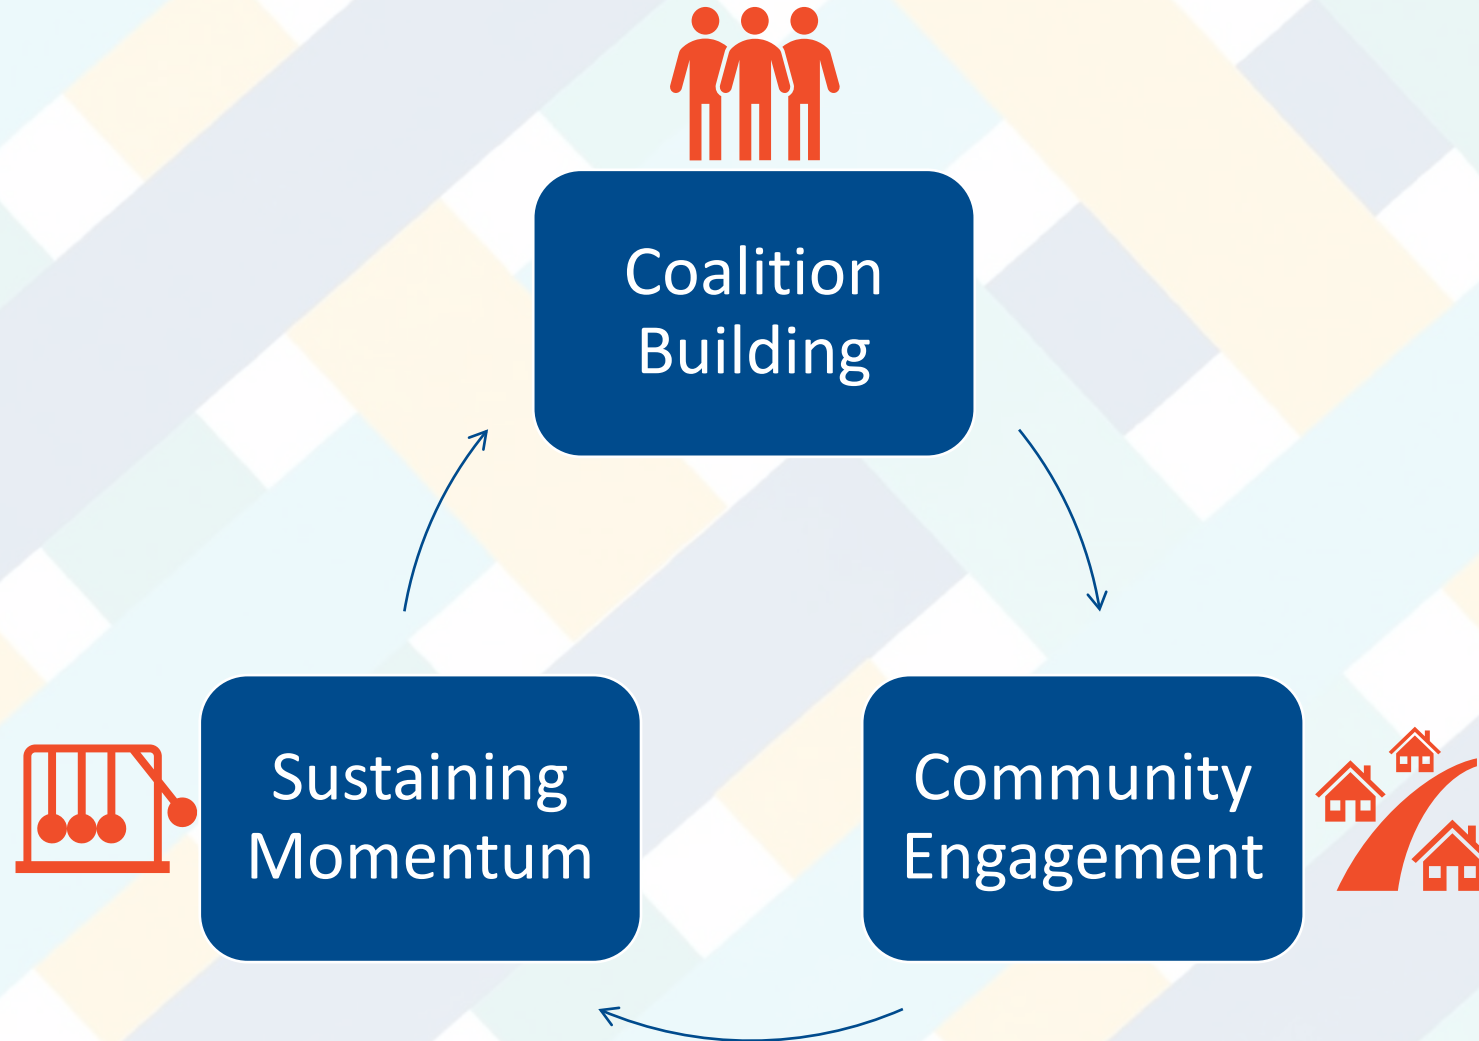 Coalition
Building
Sustaining
Momentum
Community
Engagement